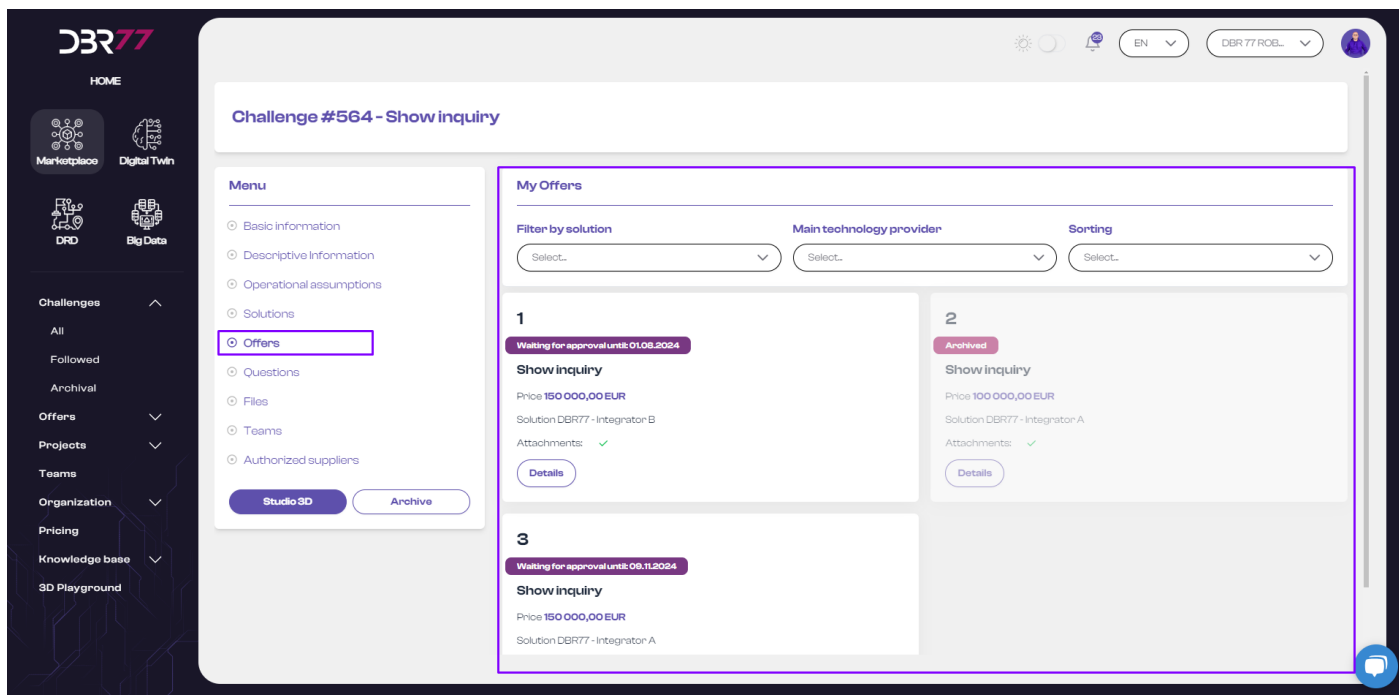 DBR77
HOME
Marketplace
Digital Twin
DRD
Big Data
Challenges
All
Followed
Archival
Offers
Projects
Teams
Organization
Pricing
Knowledge base
3D Playground
23
EN
DBR 77 ROB...
Challenge #564 - Show inquiry
Menu
Basic information
Descriptive Information
Operational assumptions
Solutions
Offers
Questions
Files
Teams
Authorized suppliers
Studio 3D
Archive
My Offers
Filter by solution
Select...
Main technology provider
Select...
Sorting
Select...
1
Waiting for approval until: 01.08.2024
Show inquiry
Price 150 000,00 EUR
Solution DBR77 - Integrator B
Attachments:
Details
2
Archived
Show inquiry
Price 100 000,00 EUR
Solution DBR77 - Integrator A
Attachments:
Details
3
Waiting for approval until: 09.11.2024
Show inquiry
Price 150 000,00 EUR
Solution DBR77 - Integrator A